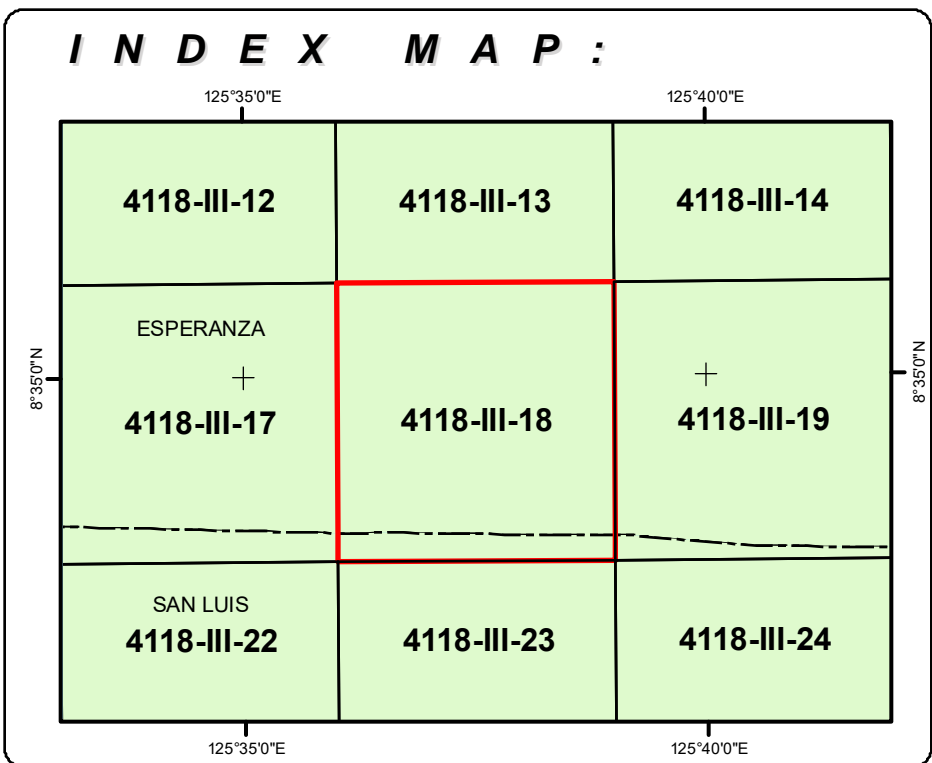 INDEX MAP:
125°35'0"E 125°40'0"E
4118-III-12 4118-III-13 4118-III-14
ESPERANZA
8°35'0"N 8°35'0"N
4118-III-17 4118-III-18 4118-III-19
SAN LUIS
4118-III-22 4118-III-23 4118-III-24
125°35'0"E 125°40'0"E